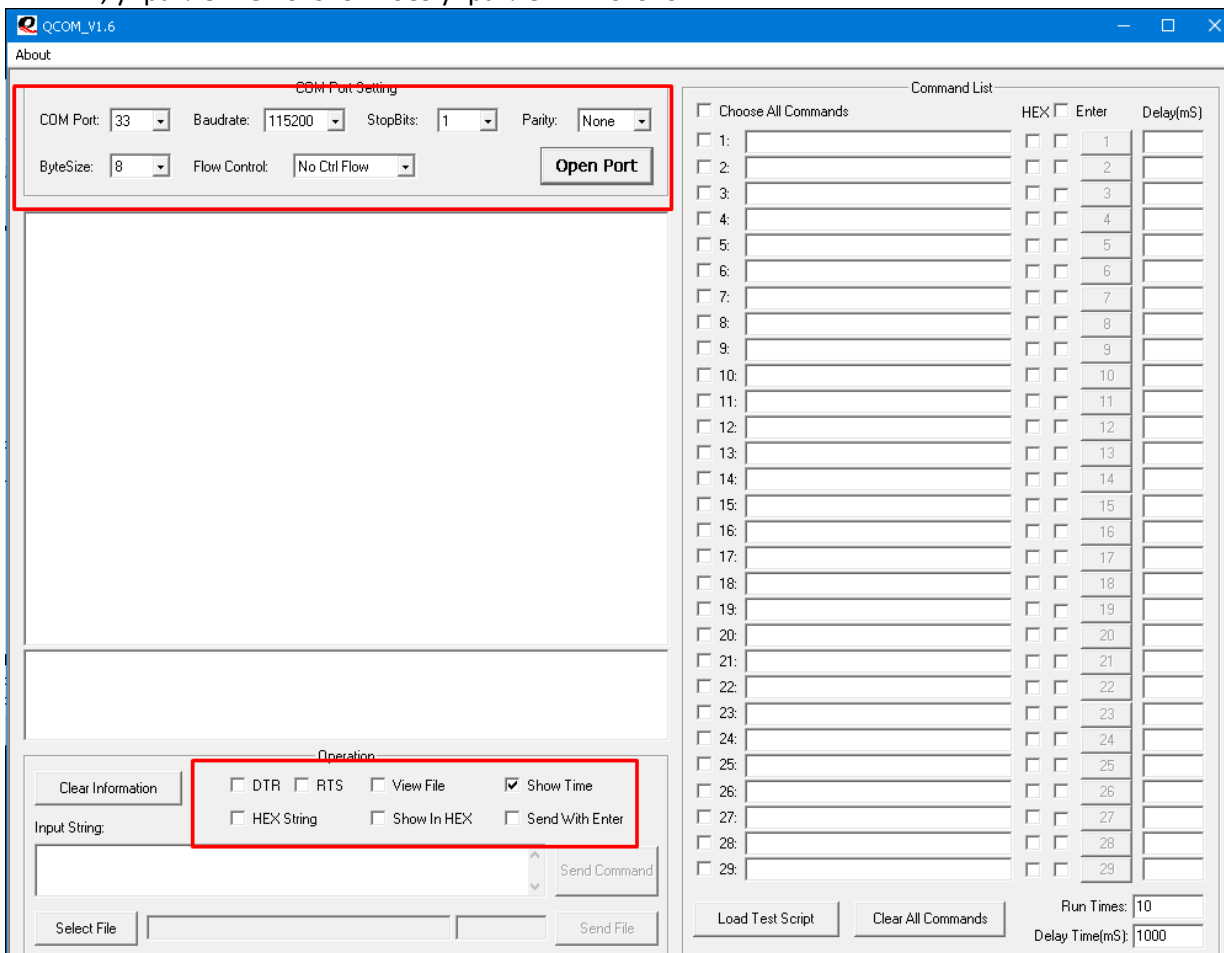 QCOM_V1.6
About
COM Port Setting
COM Port: 33 Baudrate: 115200 StopBits: 1 Parity: None
ByteSize: 8 Flow Control: No Ctrl Flow Open Port
Operation
Clear Information DTR RTS View File Show Time
HEX String Show In HEX Send With Enter
Input String:
Send Command
Select File Send File
Command List
Choose All Commands HEX Enter Delay(mS)
1: 1
2: 2
3: 3
4: 4
5: 5
6: 6
7: 7
8: 8
9: 9
10: 10
11: 11
12: 12
13: 13
14: 14
15: 15
16: 16
17: 17
18: 18
19: 19
20: 20
21: 21
22: 22
23: 23
24: 24
25: 25
26: 26
27: 27
28: 28
29: 29
Load Test Script Clear All Commands Run Times: 10
Delay Time(mS): 1000